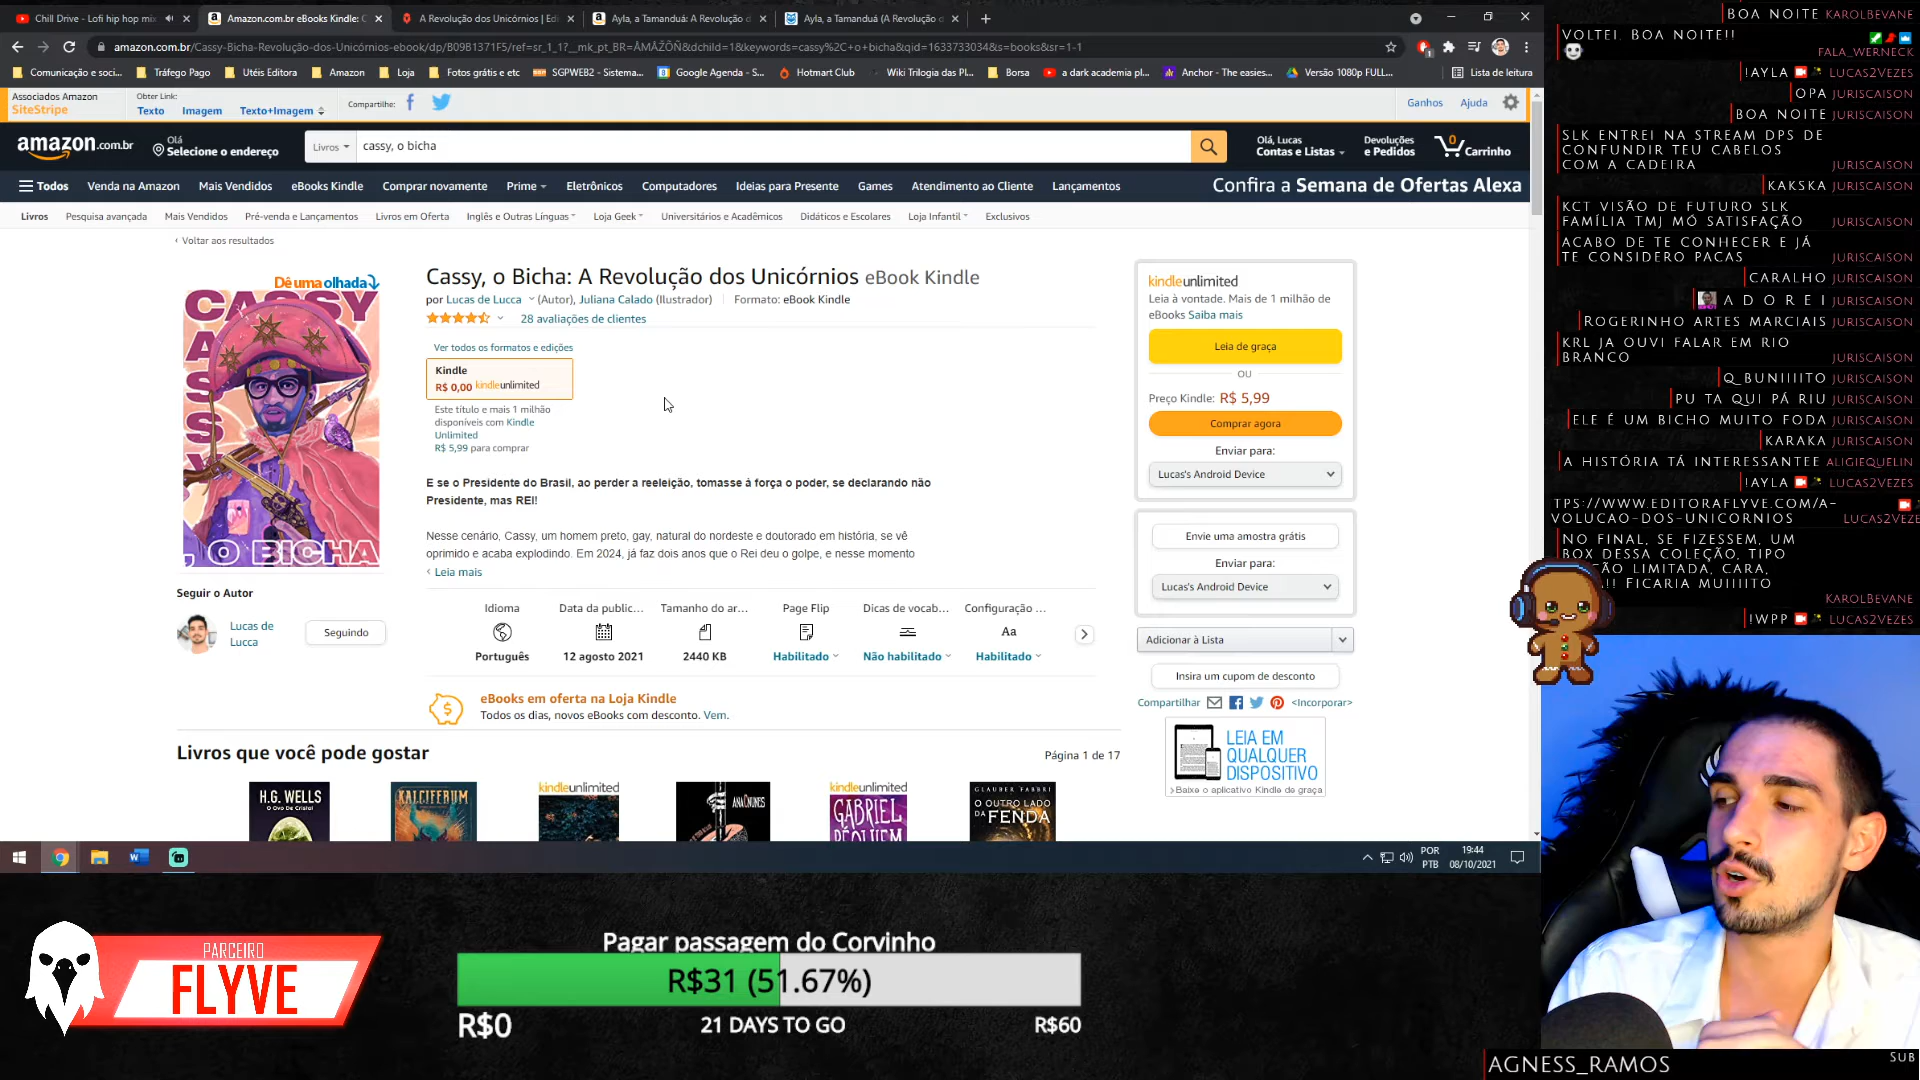 Chill Drive - Lofi hip hop mix
Amazon.com.br eBooks Kindle: C
A Revolução dos Unicórnios | Edi
Ayla, a Tamanduá: A Revolução d
Ayla, a Tamanduá (A Revolução d
amazon.com.br/Cassy-Bicha-Revolução-dos-Unicórnios-ebook/dp/B09B1371F5/ref=sr_1_1?__mk_pt_BR=ÅMÅŽÕÑ&dchild=1&keywords=cassy%2C+o+bicha&qid=1633733034&s=books&sr=1-1
Comunicação e soci...
Tráfego Pago
Utéis Editora
Amazon
Loja
Fotos grátis e etc
SGPWEB2 - Sistema...
Google Agenda - S...
Hotmart Club
Wiki Trilogia das Pl...
Borsa
a dark academia pl...
Anchor - The easies...
Versão 1080p FULL...
Lista de leitura
Associados Amazon
SiteStripe
Obter Link:
Texto
Imagem
Texto+Imagem
Compartilhe:
Ganhos
Ajuda
amazon.com.br
Olá
Selecione o endereço
Livros
cassy, o bicha
Olá, Lucas
Contas e Listas
Devoluções
e Pedidos
0
Carrinho
Todos
Venda na Amazon
Mais Vendidos
eBooks Kindle
Comprar novamente
Prime
Eletrônicos
Computadores
Ideias para Presente
Games
Atendimento ao Cliente
Lançamentos
Confira a Semana de Ofertas Alexa
Livros
Pesquisa avançada
Mais Vendidos
Pré-venda e Lançamentos
Livros em Oferta
Inglês e Outras Línguas
Loja Geek
Universitários e Acadêmicos
Didáticos e Escolares
Loja Infantil
Exclusivos
‹ Voltar aos resultados
Dê uma olhada
CASSY
A
S
S
Y
, O BICHA
Seguir o Autor
Lucas de
Lucca
Seguindo
Cassy, o Bicha: A Revolução dos Unicórnios eBook Kindle
por Lucas de Lucca (Autor), Juliana Calado (Ilustrador)
Formato: eBook Kindle
28 avaliações de clientes
Ver todos os formatos e edições
Kindle
R$ 0,00 kindleunlimited
Este título e mais 1 milhão
disponíveis com Kindle
Unlimited
R$ 5,99 para comprar
E se o Presidente do Brasil, ao perder a reeleição, tomasse à força o poder, se declarando não
Presidente, mas REI!
Nesse cenário, Cassy, um homem preto, gay, natural do nordeste e doutorado em história, se vê
oprimido e acaba explodindo. Em 2024, já faz dois anos que o Rei deu o golpe, e nesse momento
Leia mais
Idioma
Português
Data da public...
12 agosto 2021
Tamanho do ar...
2440 KB
Page Flip
Habilitado
Dicas de vocab...
Não habilitado
Configuração ...
Aa
Habilitado
eBooks em oferta na Loja Kindle
Todos os dias, novos eBooks com desconto. Vem.
Livros que você pode gostar
Página 1 de 17
H.G. WELLS
O Ovo De Cristal
KALCIFERUM
kindleunlimited
ANA NUNES
kindleunlimited
GABRIEL
RÉQUIEM
GLAUBER FABBRI
O OUTRO LADO
DA FENDA
kindleunlimited
Leia à vontade. Mais de 1 milhão de
eBooks Saiba mais
Leia de graça
OU
Preço Kindle: R$ 5,99
Comprar agora
Enviar para:
Lucas's Android Device
Envie uma amostra grátis
Enviar para:
Lucas's Android Device
Adicionar à Lista
Insira um cupom de desconto
Compartilhar
<Incorporar>
LEIA EM
QUALQUER
DISPOSITIVO
Baixe o aplicativo Kindle de graça
POR
PTB
19:44
08/10/2021
BOA NOITE KAROLBEVANE
VOLTEI. BOA NOITE!!
FALA_WERNECK
!AYLA LUCAS2VEZES
OPA JURISCAISON
BOA NOITE JURISCAISON
SLK ENTREI NA STREAM DPS DE
CONFUNDIR TEU CABELOS
COM A CADEIRA JURISCAISON
KAKSKA JURISCAISON
KCT VISÃO DE FUTURO SLK
FAMÍLIA TMJ MÓ SATISFAÇÃO JURISCAISON
ACABO DE TE CONHECER E JÁ
TE CONSIDERO PACAS JURISCAISON
CARALHO JURISCAISON
A D O R E I JURISCAISON
ROGERINHO ARTES MARCIAIS JURISCAISON
KRL JA OUVI FALAR EM RIO
BRANCO JURISCAISON
Q BUNIIIITO JURISCAISON
PU TA QUI PÁ RIU JURISCAISON
ELE É UM BICHO MUITO FODA JURISCAISON
KARAKA JURISCAISON
A HISTÓRIA TÁ INTERESSANTEE ALIGIEQUELIN
!AYLA LUCAS2VEZES
TPS://WWW.EDITORAFLYVE.COM/A-
VOLUCAO-DOS-UNICORNIOS LUCAS2VEZE
NO FINAL, SE FIZESSEM, UM
BOX DESSA COLEÇÃO, TIPO
ÇÃO LIMITADA, CARA,
!! FICARIA MUIIIITO
KAROLBEVANE
!WPP LUCAS2VEZES
PARCEIRO
FLYVE
Pagar passagem do Corvinho
R$31 (51.67%)
R$0
21 DAYS TO GO
R$60
AGNESS_RAMOS
SUB